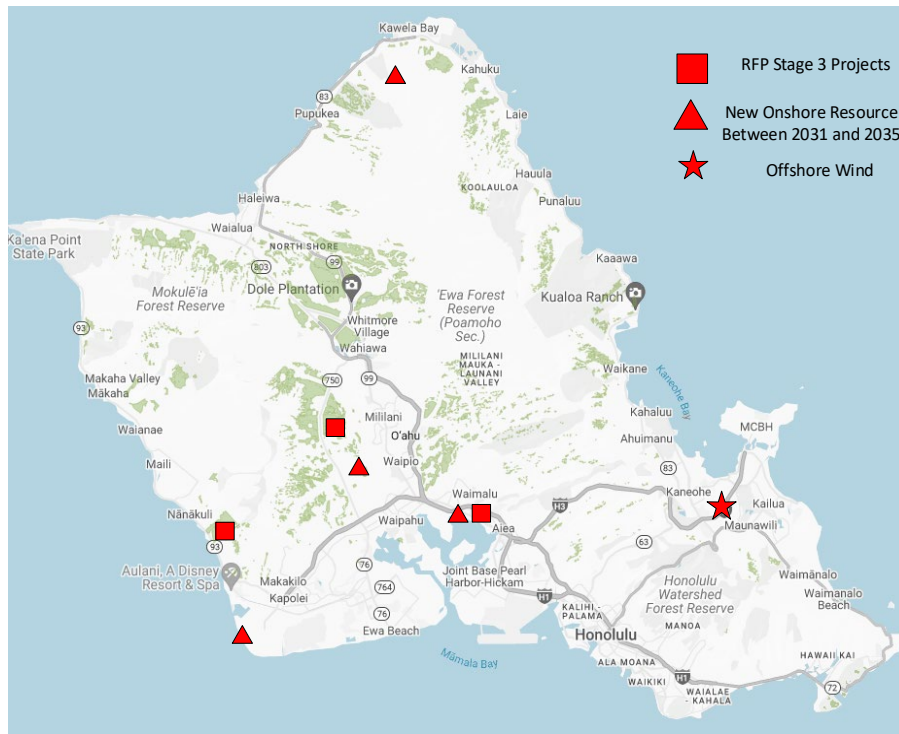 Kawela Bay
Kahuku
83
Pupukea
Laie
RFP Stage 3 Projects
New Onshore Resource
Between 2031 and 2035
Offshore Wind
Hauula
KOOLAULOA
Punaluu
Haleiwa
Waialua
Ka'ena Point
State Park
NORTH SHORE
99
803
Dole Plantation
Kaaawa
Mokulē'ia
Forest Reserve
'Ewa Forest
Reserve
(Poamoho
Sec.)
Kualoa Ranch
93
Whitmore
Village
Wahiawa
MILILANI
MAUKA -
LAUNANI
VALLEY
Waikane
Kaneohe Bay
Makaha Valley
Mākaha
750
99
Waianae
Mililani
Kahaluu
MCBH
O'ahu
Ahuimanu
Maili
Waipio
83
Kaneohe
Kailua
Waimalu
H3
Nānākuli
Waipahu
Aiea
Maunawili
93
63
Aulani, A Disney
Resort & Spa
76
Joint Base Pearl
Harbor-Hickam
Waimānalo
Makakilo
Kapolei
764
H1
Honolulu
Watershed
Forest Reserve
Waimanalo
Beach
76
KALIHI -
PALAMA
MANOA
Ewa Beach
Honolulu
Māmala Bay
HAWAII KAI
ALA MOANA
WAIKIKI
H1
WAIALAE
- KAHALA
72